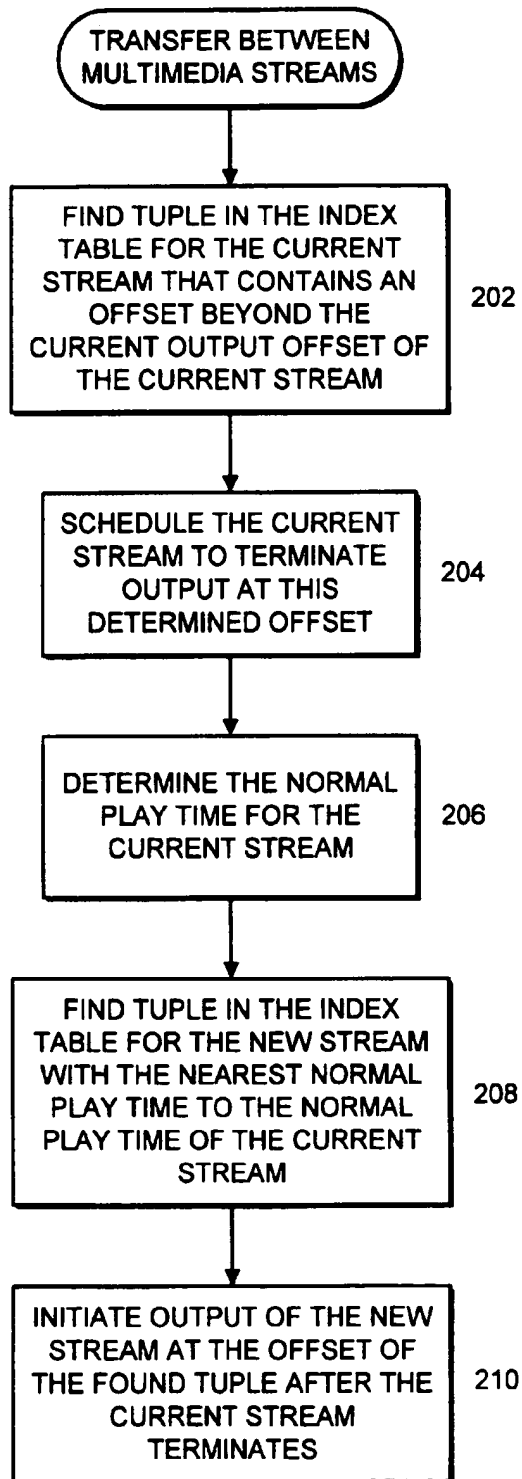 TRANSFER BETWEEN
MULTIMEDIA STREAMS
FIND TUPLE IN THE INDEX
TABLE FOR THE CURRENT
STREAM THAT CONTAINS AN
OFFSET BEYOND THE
CURRENT OUTPUT OFFSET OF
THE CURRENT STREAM
202
SCHEDULE THE CURRENT
STREAM TO TERMINATE
OUTPUT AT THIS
DETERMINED OFFSET
204
DETERMINE THE NORMAL
PLAY TIME FOR THE
CURRENT STREAM
206
FIND TUPLE IN THE INDEX
TABLE FOR THE NEW STREAM
WITH THE NEAREST NORMAL
PLAY TIME TO THE NORMAL
PLAY TIME OF THE CURRENT
STREAM
208
INITIATE OUTPUT OF THE NEW
STREAM AT THE OFFSET OF
THE FOUND TUPLE AFTER THE
CURRENT STREAM
TERMINATES
210